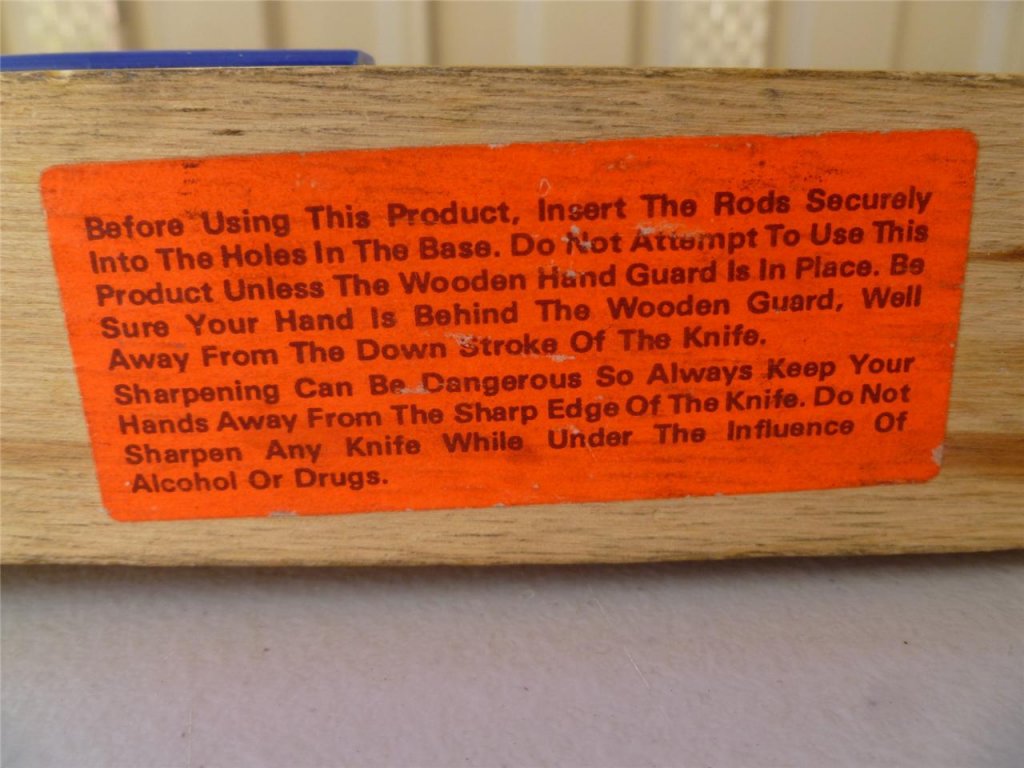 Before Using This Product, Insert The Rods Securely
Into The Holes In The Base. Do Not Attempt To Use This
Product Unless The Wooden Hand Guard Is In Place. Be
Sure Your Hand Is Behind The Wooden Guard, Well
Away From The Down Stroke Of The Knife.
Sharpening Can Be Dangerous So Always Keep Your
Hands Away From The Sharp Edge Of The Knife. Do Not
Sharpen Any Knife While Under The Influence Of
Alcohol Or Drugs.